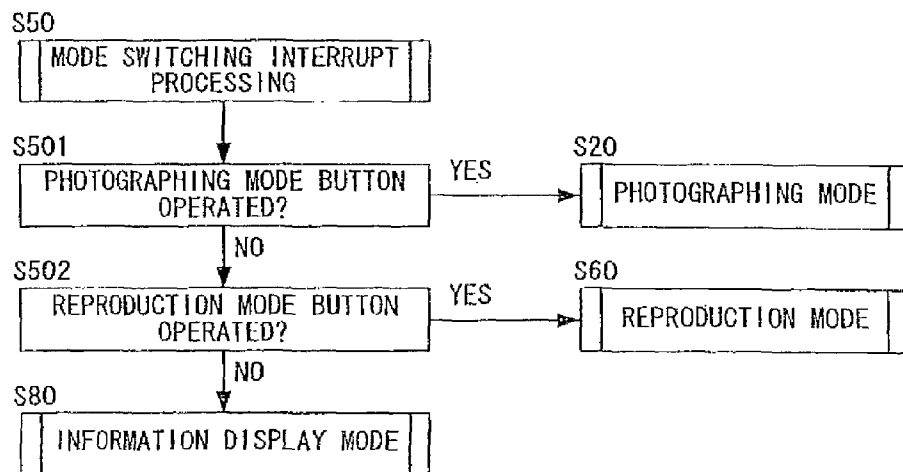 S50
MODE SWITCHING INTERRUPT
PROCESSING
S501
PHOTOGRAPHING MODE BUTTON
OPERATED?
YES
S20
PHOTOGRAPHING MODE
NO
S502
REPRODUCTION MODE BUTTON
OPERATED?
YES
S60
REPRODUCTION MODE
NO
S80
INFORMATION DISPLAY MODE